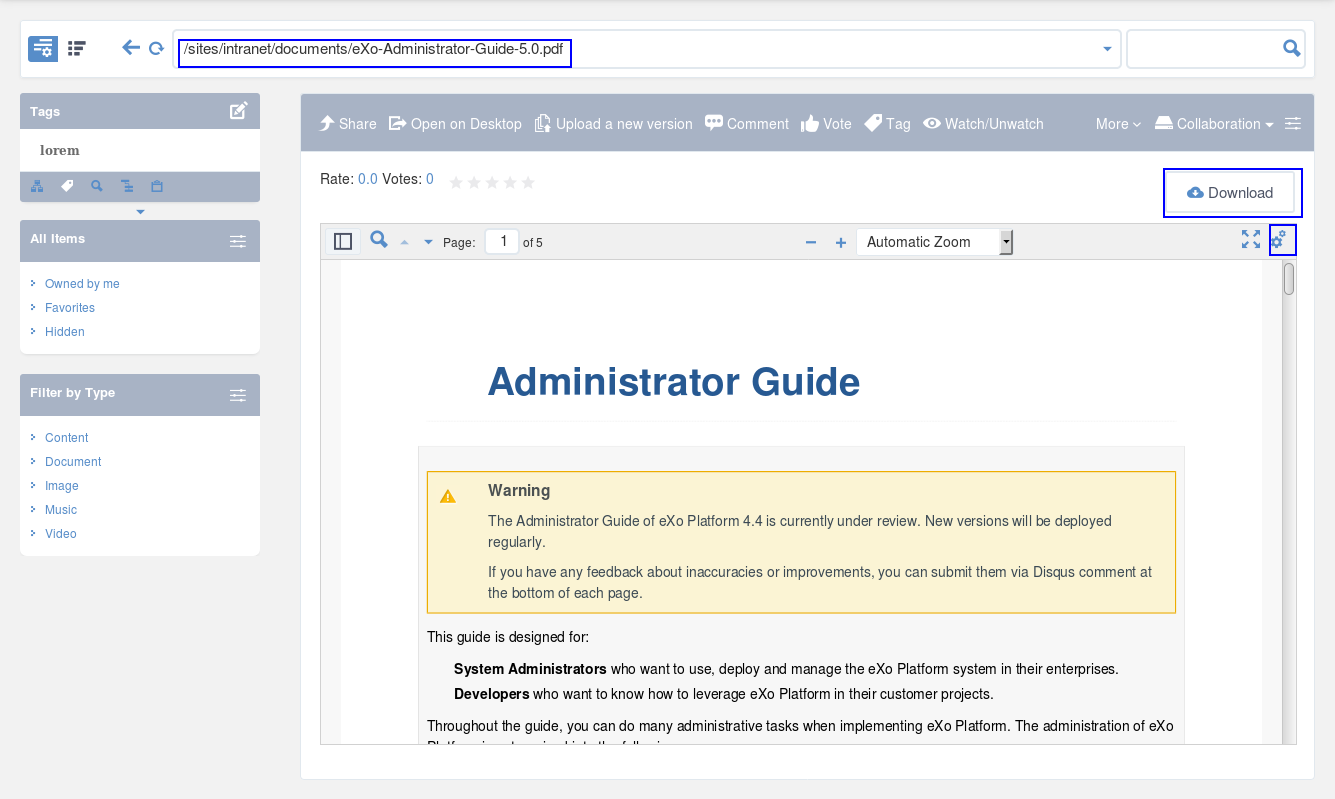 /sites/intranet/documents/eXo-Administrator-Guide-5.0.pdf
Tags
lorem
All Items
Owned by me
Favorites
Hidden
Filter by Type
Content
Document
Image
Music
Video
Share Open on Desktop Upload a new version Comment Vote Tag Watch/Unwatch More Collaboration
Rate: 0.0 Votes: 0
Download
Page: 1 of 5 Automatic Zoom
Administrator Guide
Warning
The Administrator Guide of eXo Platform 4.4 is currently under review. New versions will be deployed
regularly.
If you have any feedback about inaccuracies or improvements, you can submit them via Disqus comment at
the bottom of each page.
This guide is designed for:
System Administrators who want to use, deploy and manage the eXo Platform system in their enterprises.
Developers who want to know how to leverage eXo Platform in their customer projects.
Throughout the guide, you can do many administrative tasks when implementing eXo Platform. The administration of eXo